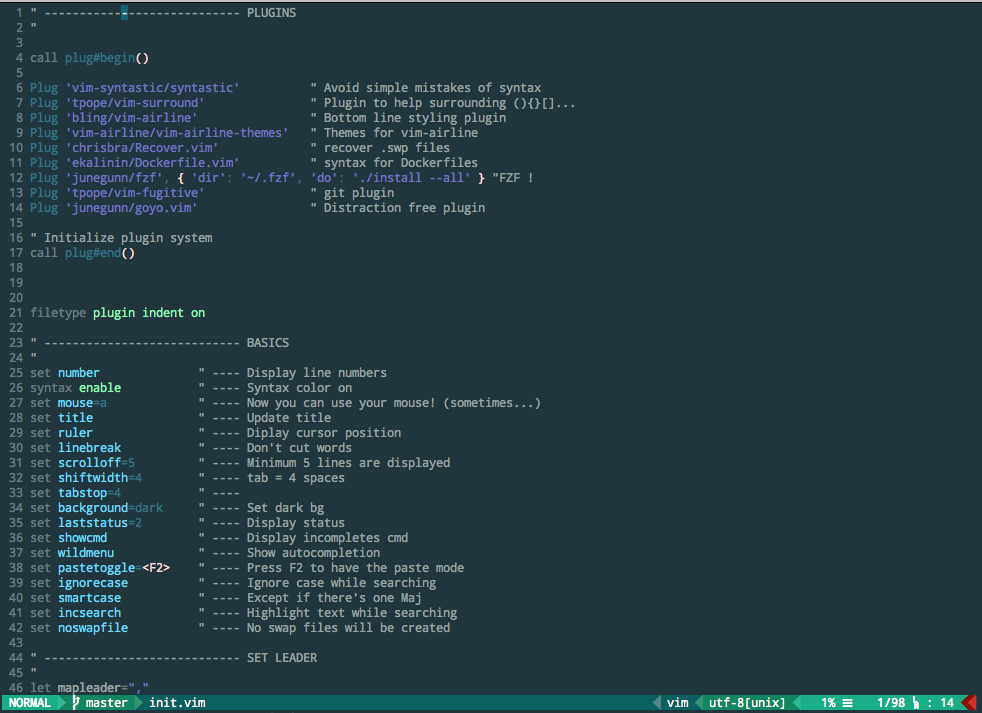 1 " ---------------------------- PLUGINS
2 "
3
4 call plug#begin()
5
6 Plug 'vim-syntastic/syntastic'          " Avoid simple mistakes of syntax
7 Plug 'tpope/vim-surround'               " Plugin to help surrounding (){}[]...
8 Plug 'bling/vim-airline'                " Bottom line styling plugin
9 Plug 'vim-airline/vim-airline-themes'   " Themes for vim-airline
10 Plug 'chrisbra/Recover.vim'             " recover .swp files
11 Plug 'ekalinin/Dockerfile.vim'          " syntax for Dockerfiles
12 Plug 'junegunn/fzf', { 'dir': '~/.fzf', 'do': './install --all' } "FZF !
13 Plug 'tpope/vim-fugitive'               " git plugin
14 Plug 'junegunn/goyo.vim'                " Distraction free plugin
15
16 " Initialize plugin system
17 call plug#end()
18
19
20
21 filetype plugin indent on
22
23 " ---------------------------- BASICS
24 "
25 set number              " ---- Display line numbers
26 syntax enable           " ---- Syntax color on
27 set mouse=a             " ---- Now you can use your mouse! (sometimes...)
28 set title               " ---- Update title
29 set ruler               " ---- Diplay cursor position
30 set linebreak           " ---- Don't cut words
31 set scrolloff=5         " ---- Minimum 5 lines are displayed
32 set shiftwidth=4        " ---- tab = 4 spaces
33 set tabstop=4           " ----
34 set background=dark     " ---- Set dark bg
35 set laststatus=2        " ---- Display status
36 set showcmd             " ---- Display incompletes cmd
37 set wildmenu            " ---- Show autocompletion
38 set pastetoggle=<F2>    " ---- Press F2 to have the paste mode
39 set ignorecase          " ---- Ignore case while searching
40 set smartcase           " ---- Except if there's one Maj
41 set incsearch           " ---- Highlight text while searching
42 set noswapfile          " ---- No swap files will be created
43
44 " ---------------------------- SET LEADER
45 "
46 let mapleader=","
NORMAL master init.vim vim utf-8[unix] 1% ☰ 1/98 : 14